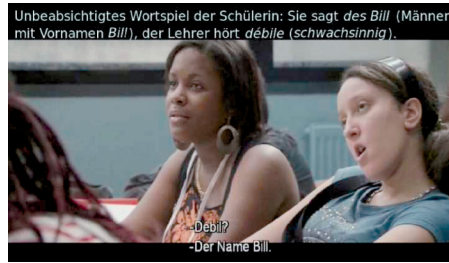 Unbeabsichtigtes Wortspiel der Schülerin: Sie sagt des Bill (Männer
mit Vornamen Bill), der Lehrer hört débile (schwachsinnig).
-Debil?
-Der Name Bill.